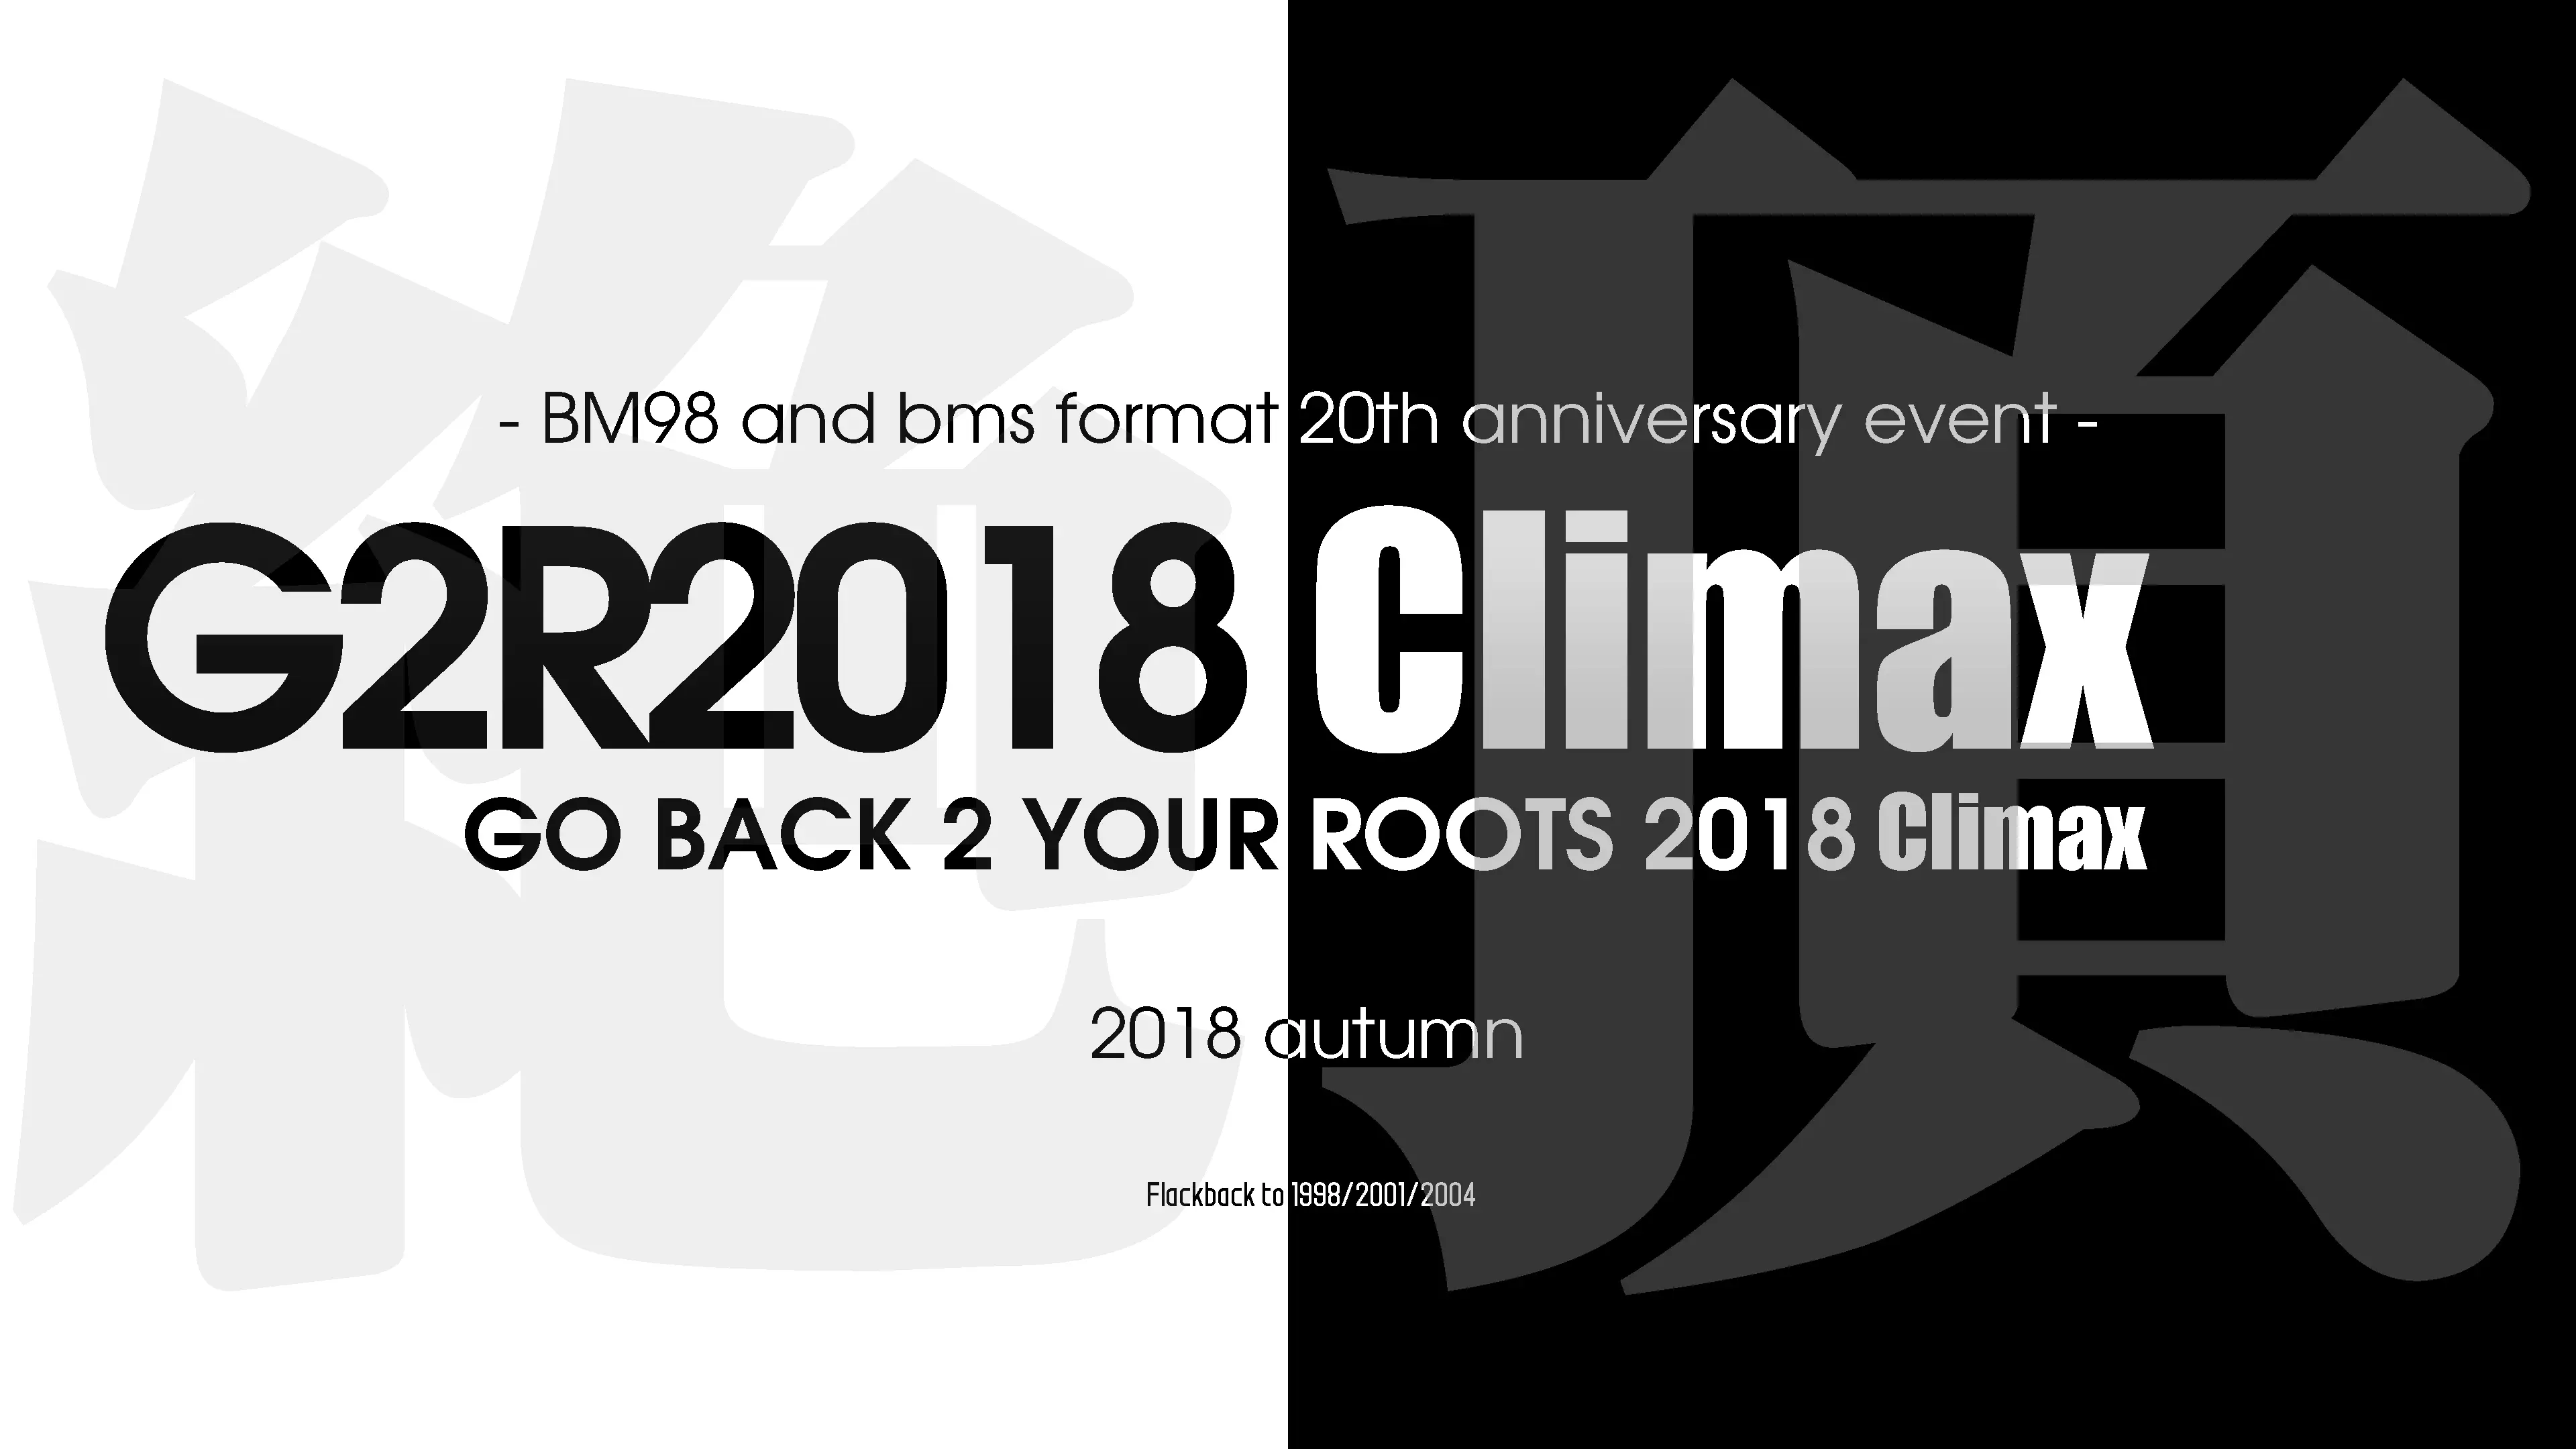 絶頂
- BM98 and bms format 20th anniversary event -
G2R2018 Climax
GO BACK 2 YOUR ROOTS 2018 Climax
2018 autumn
Flackback to 1998/2001/2004